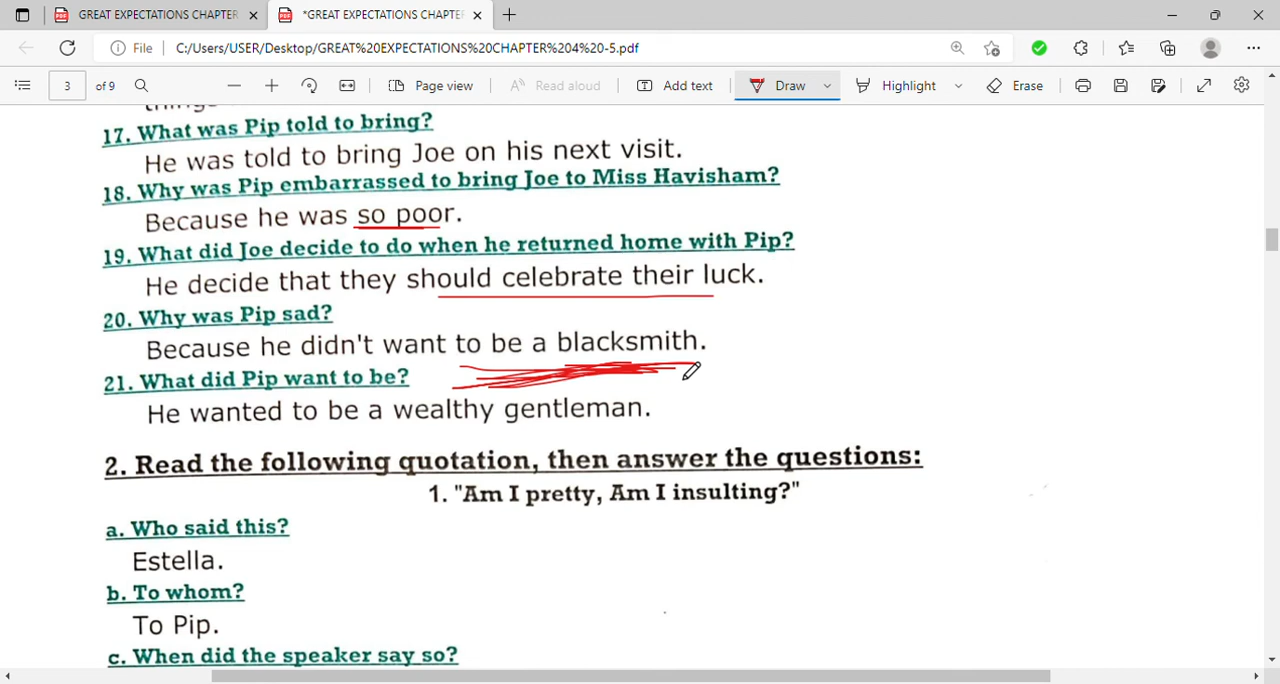 GREAT EXPECTATIONS CHAPTER
*GREAT EXPECTATIONS CHAPTE
File C:/Users/USER/Desktop/GREAT%20EXPECTATIONS%20CHAPTER%204%20-5.pdf
3 of 9 Page view Read aloud Add text Draw Highlight Erase
17. What was Pip told to bring?
He was told to bring Joe on his next visit.
18. Why was Pip embarrassed to bring Joe to Miss Havisham?
Because he was so poor.
19. What did Joe decide to do when he returned home with Pip?
He decide that they should celebrate their luck.
20. Why was Pip sad?
Because he didn't want to be a blacksmith.
21. What did Pip want to be?
He wanted to be a wealthy gentleman.
2. Read the following quotation, then answer the questions:
1. "Am I pretty, Am I insulting?"
a. Who said this?
Estella.
b. To whom?
To Pip.
c. When did the speaker say so?